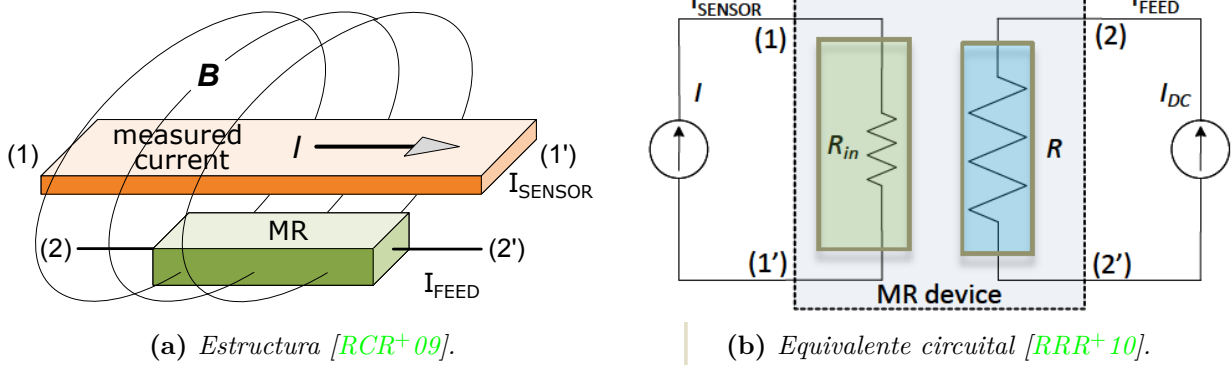 B
measured
current
I
(1)
(1')
I_SENSOR
MR
(2)
(2')
I_FEED
(a) Estructura [RCR+09].
I_SENSOR
I_FEED
(1)
(2)
I
R_in
R
I_DC
(1')
(2')
MR device
(b) Equivalente circuital [RRR+10].